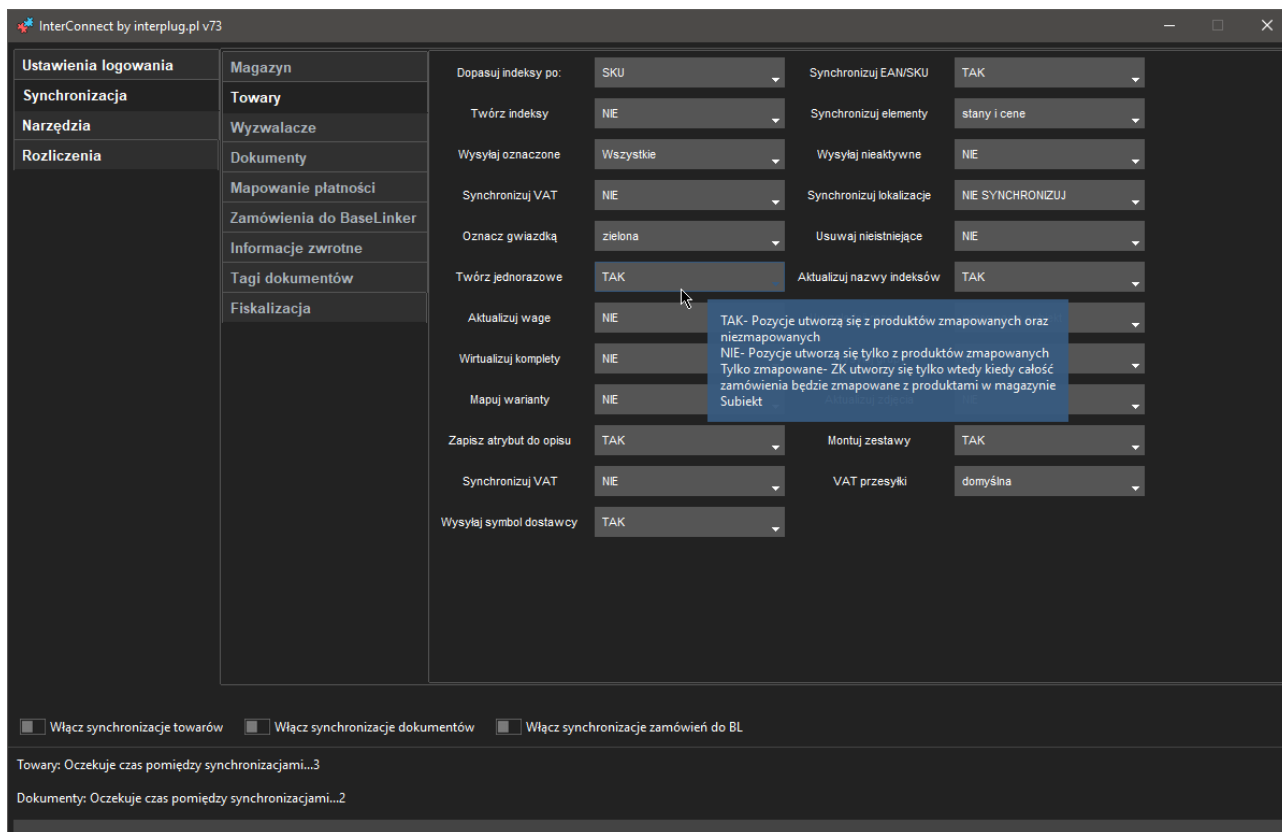 InterConnect by interplug.pl v73
Ustawienia logowania
Synchronizacja
Narzędzia
Rozliczenia
Magazyn
Towary
Wyzwalacze
Dokumenty
Mapowanie płatności
Zamówienia do BaseLinker
Informacje zwrotne
Tagi dokumentów
Fiskalizacja
Dopasuj indeksy po: SKU Synchronizuj EAN/SKU TAK
Twórz indeksy NIE Synchronizuj elementy stany i cene
Wysyłaj oznaczone Wszystkie Wysyłaj nieaktywne NIE
Synchronizuj VAT NIE Synchronizuj lokalizacje NIE SYNCHRONIZUJ
Oznacz gwiazdką zielona Usuwaj nieistniejące NIE
Twórz jednorazowe TAK Aktualizuj nazwy indeksów TAK
Aktualizuj wage NIE
Wirtualizuj komplety NIE
Mapuj warianty NIE
Zapisz atrybut do opisu TAK Montuj zestawy TAK
Synchronizuj VAT NIE VAT przesyłki domyślna
Wysyłaj symbol dostawcy TAK
TAK- Pozycje utworzą się z produktów zmapowanych oraz
niezmapowanych
NIE- Pozycje utworzą się tylko z produktów zmapowanych
Tylko zmapowane- ZK utworzy się tylko wtedy kiedy całość
zamówienia będzie zmapowane z produktami w magazynie
Subiekt
Włącz synchronizacje towarów Włącz synchronizacje dokumentów Włącz synchronizacje zamówień do BL
Towary: Oczekuje czas pomiędzy synchronizacjami...3
Dokumenty: Oczekuje czas pomiędzy synchronizacjami...2